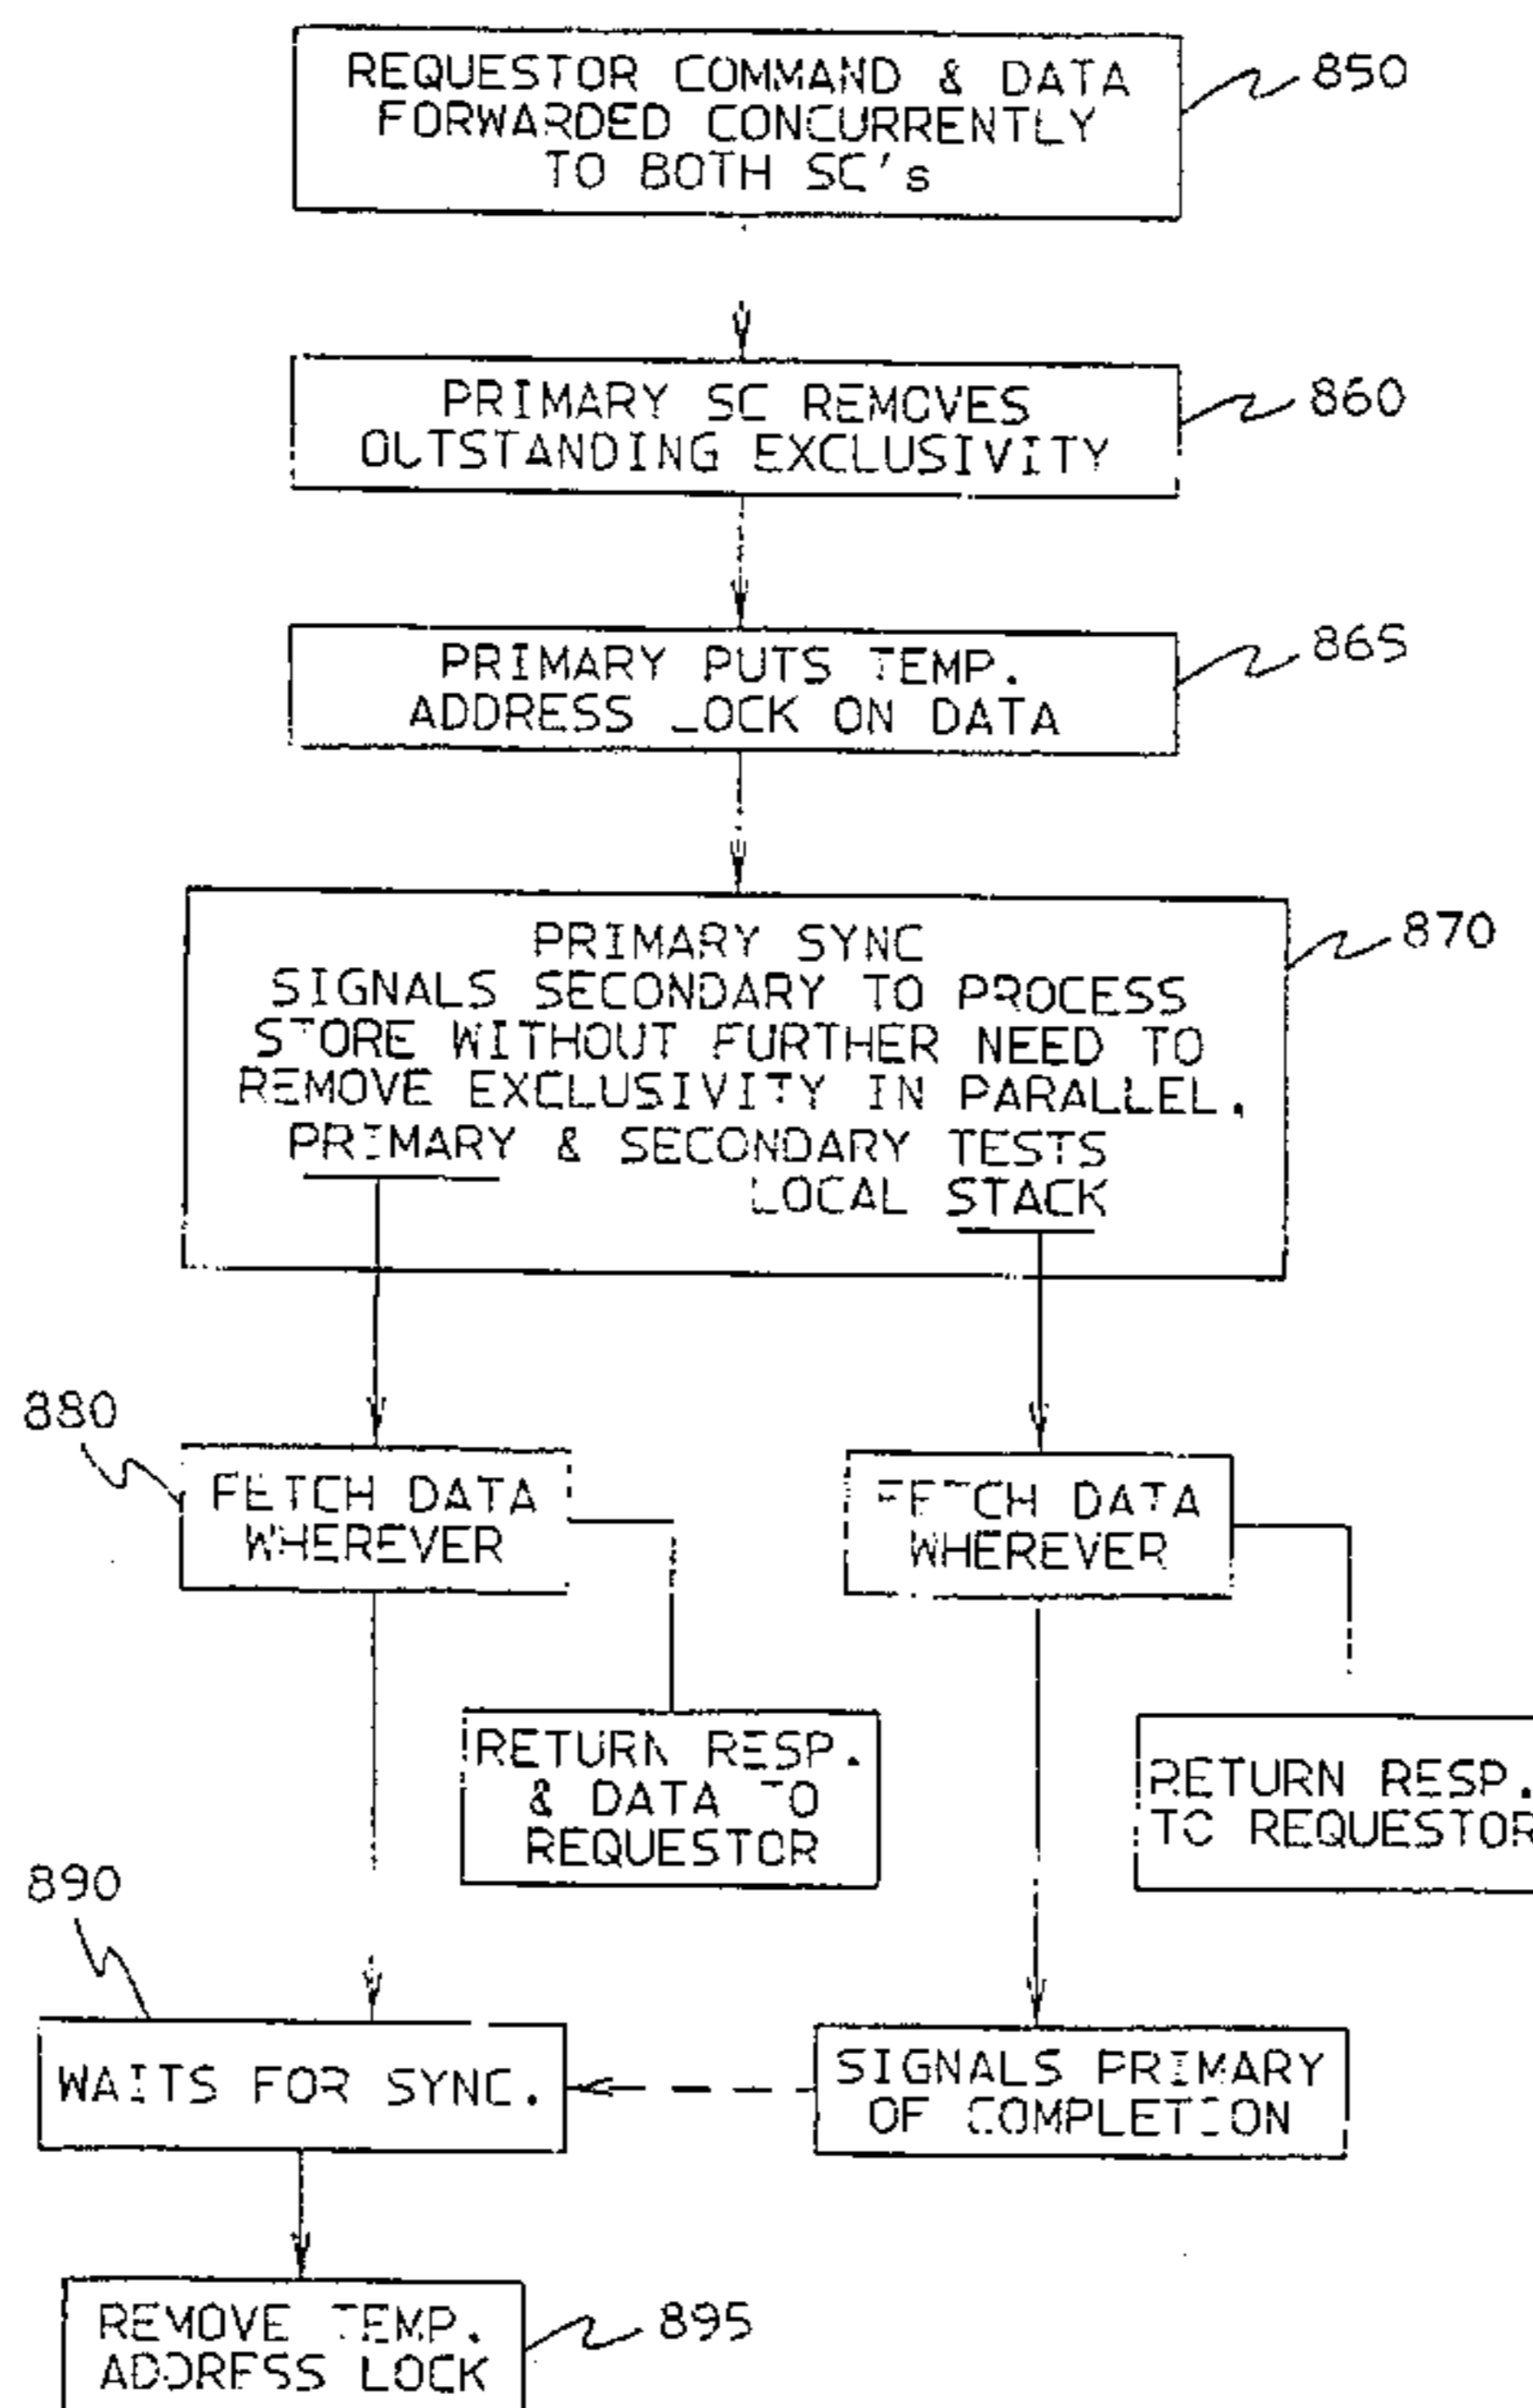 REQUESTOR COMMAND & DATA
FORWARDED CONCURRENTLY
TO BOTH SC's
850
PRIMARY SC REMOVES
OUTSTANDING EXCLUSIVITY
860
PRIMARY PUTS TEMP.
ADDRESS LOCK ON DATA
865
PRIMARY SYNC
SIGNALS SECONDARY TO PROCESS
STORE WITHOUT FURTHER NEED TO
REMOVE EXCLUSIVITY IN PARALLEL.
PRIMARY & SECONDARY TESTS
LOCAL STACK
870
880
FETCH DATA
WHEREVER
FETCH DATA
WHEREVER
RETURN RESP.
& DATA TO
REQUESTOR
RETURN RESP.
TO REQUESTOR
890
WAITS FOR SYNC.
SIGNALS PRIMARY
OF COMPLETION
REMOVE TEMP.
ADDRESS LOCK
895